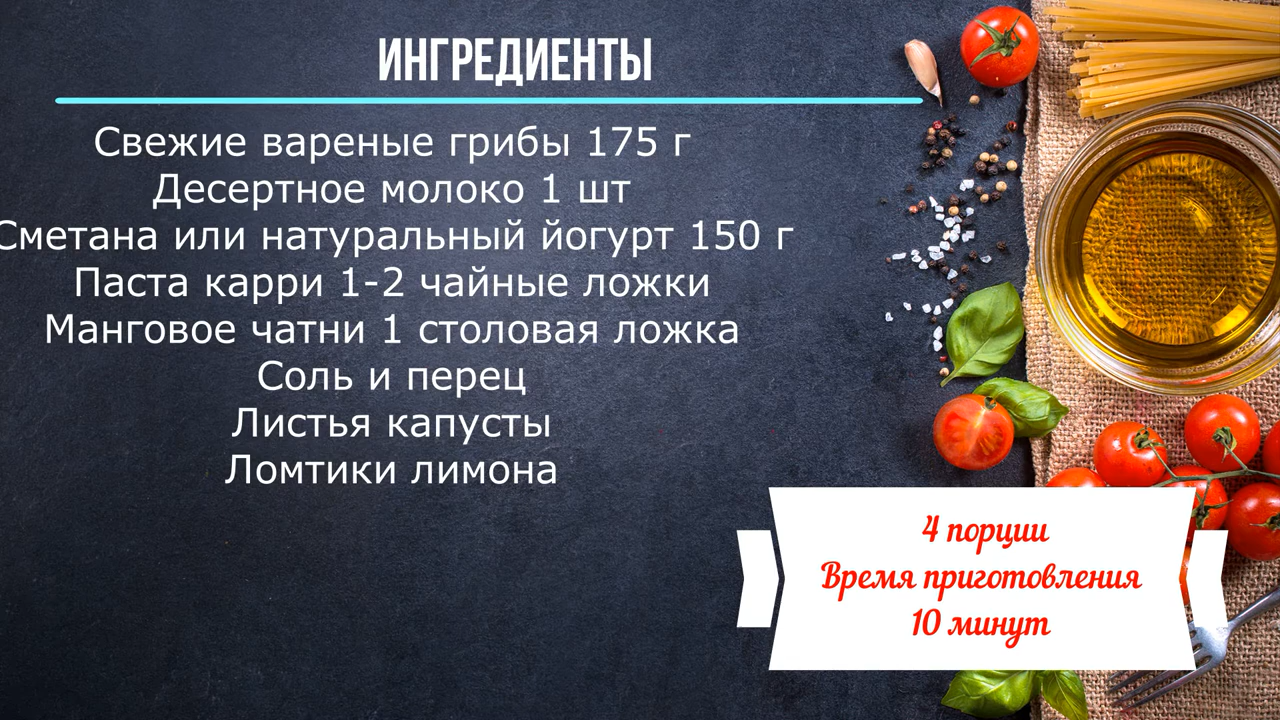 ИНГРЕДИЕНТЫ
Свежие вареные грибы 175 г
Десертное молоко 1 шт
Сметана или натуральный йогурт 150 г
Паста карри 1-2 чайные ложки
Манговое чатни 1 столовая ложка
Соль и перец
Листья капусты
Ломтики лимона
4 порции
Время приготовления
10 минут